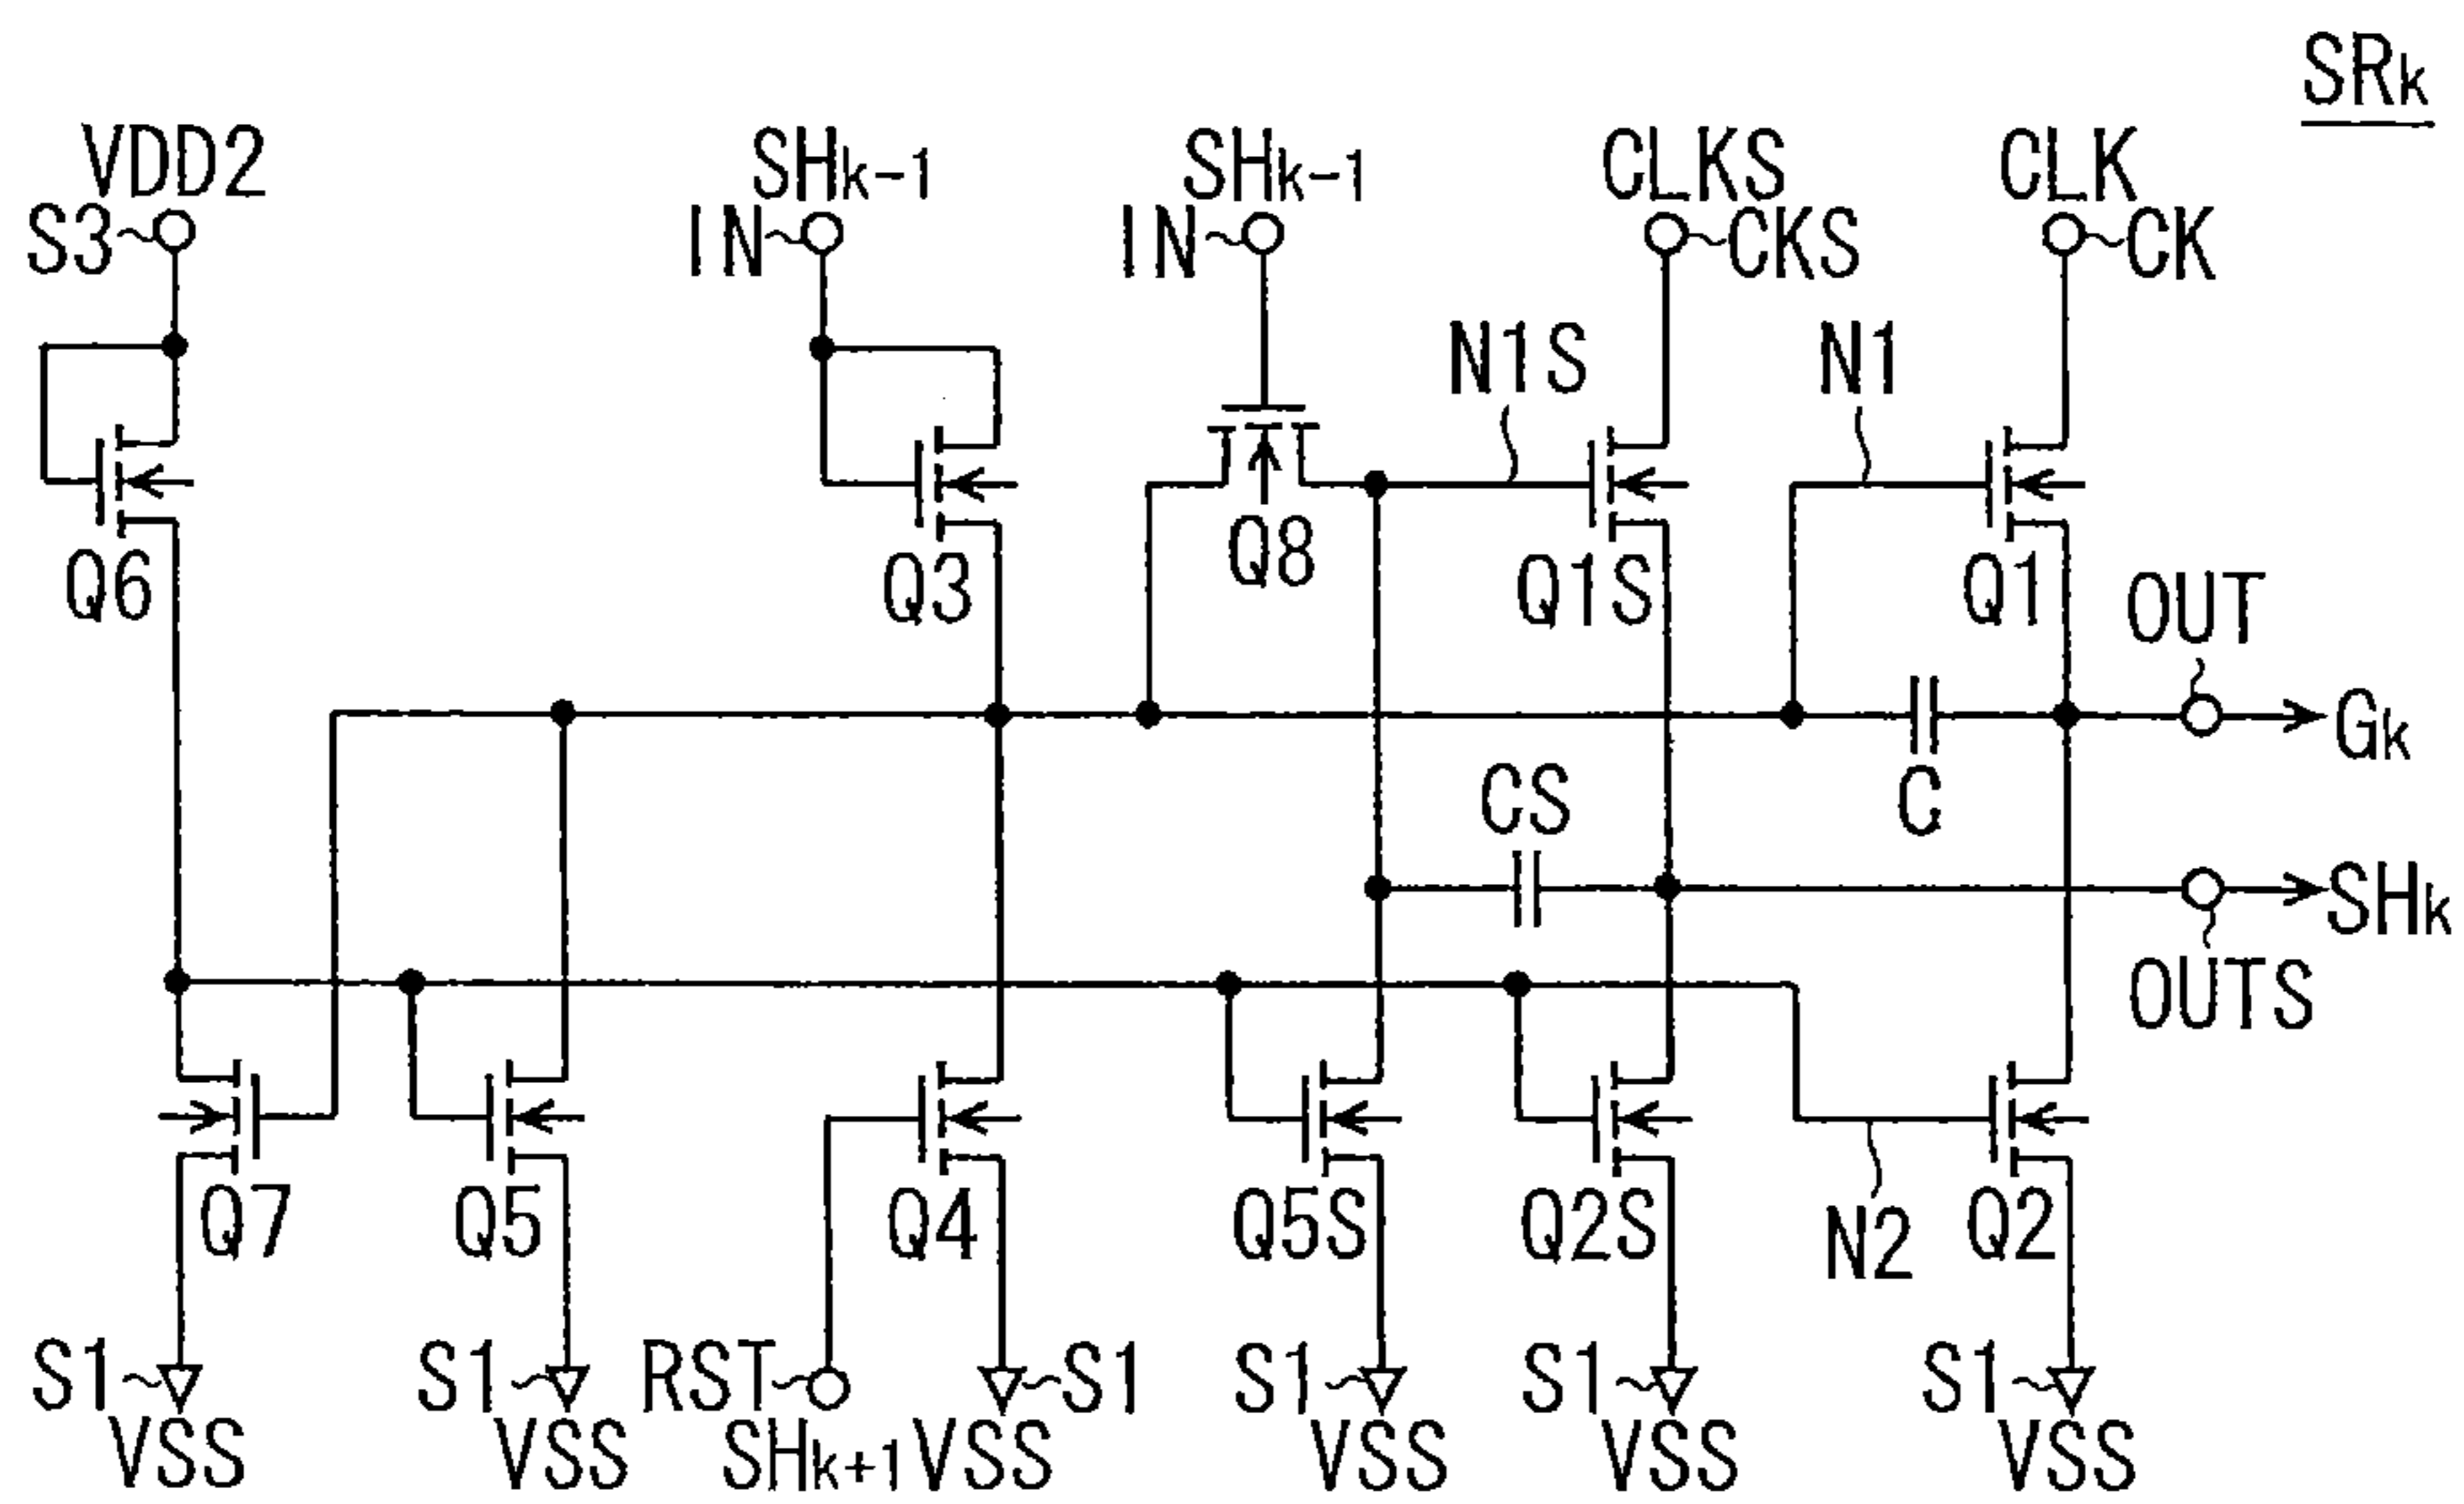 SRk
VDD2
SHk-1
SHk-1
CLKS
CLK
S3
IN
IN
CKS
CK
N1S
N1
Q6
Q3
Q8
Q1S
Q1
OUT
Gk
CS
C
SHk
OUTS
Q7
Q5
Q4
Q5S
Q2S
N2
Q2
S1
S1
RST
S1
S1
S1
S1
VSS
VSS
SHk+1
VSS
VSS
VSS
VSS